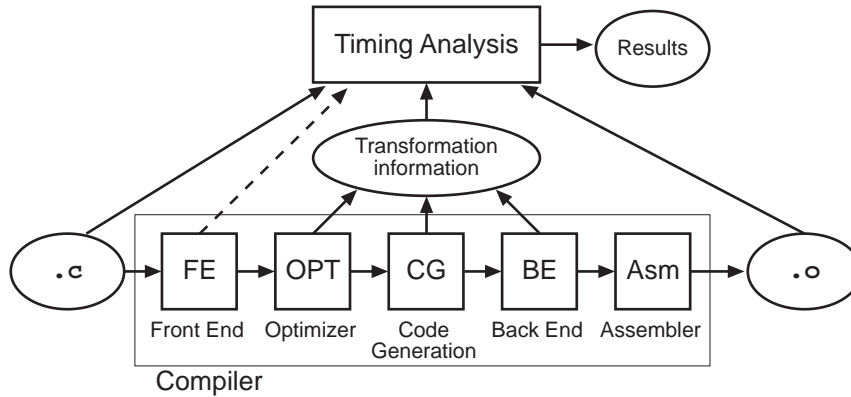 Timing Analysis
Results
Transformation
information
.c
FE
OPT
CG
BE
Asm
.o
Front End
Optimizer
Code
Generation
Back End
Assembler
Compiler